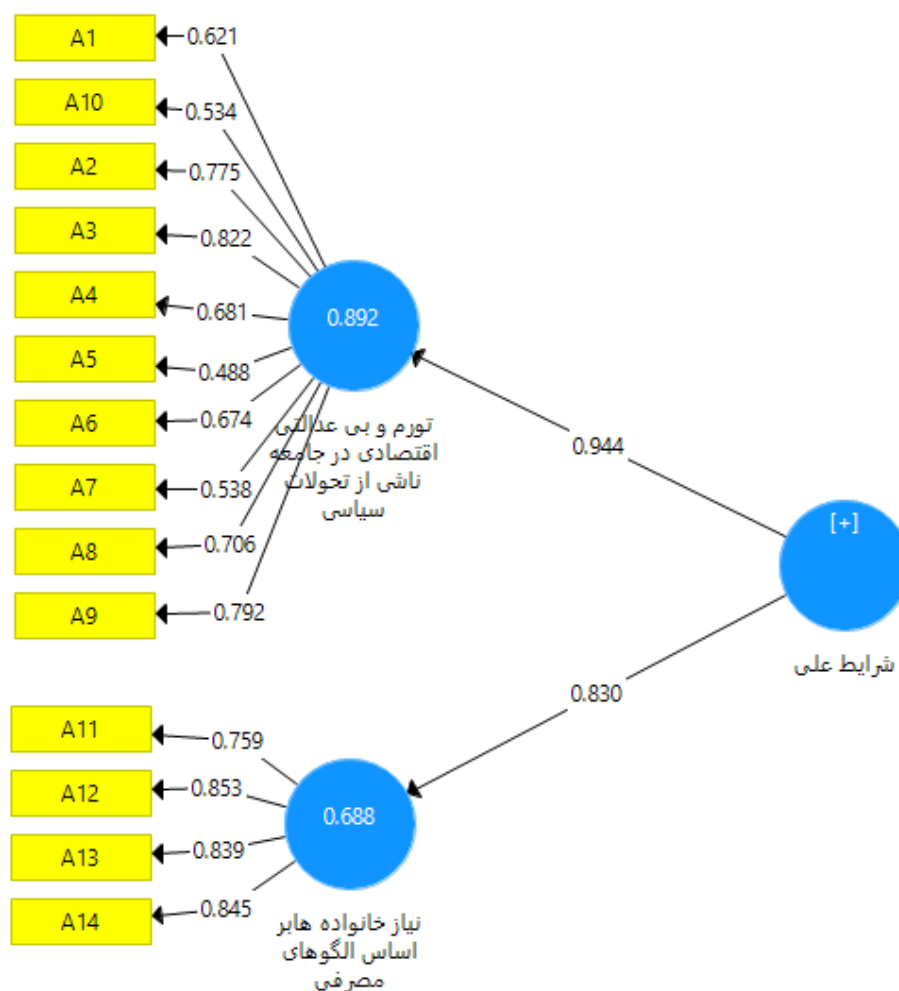 A1
0.621
A10
0.534
A2
0.775
A3
0.822
A4
0.681
A5
0.488
A6
0.674
A7
0.538
A8
0.706
A9
0.792
0.892
تورم و بی عدالتی
اقتصادی در جامعه
ناشی از تحولات
سیاسی
0.944
[+]
شرایط علی
0.830
A11
0.759
A12
0.853
A13
0.839
A14
0.845
0.688
نیاز خانواده هابر
اساس الگوهای
مصرفی